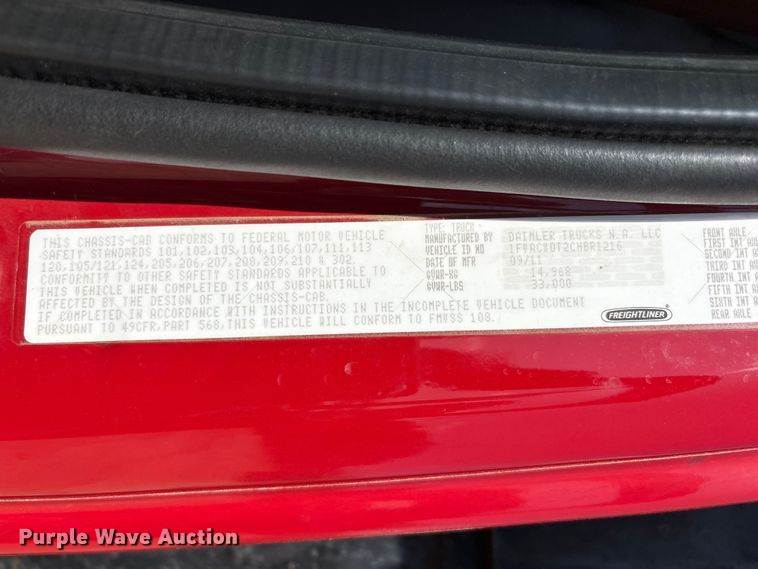 THIS CHASSIS-CAB CONFORMS TO FEDERAL MOTOR VEHICLE
SAFETY STANDARDS 101,102,103,104,106/107,111,113
120,105/121,124,205,206,207,208,209,210 & 302.
CONFORMITY TO OTHER SAFETY STANDARDS APPLICABLE TO
THIS VEHICLE WHEN COMPLETED IS NOT SUBSTANTIALLY
AFFECTED BY THE DESIGN OF THE CHASSIS-CAB.
IF COMPLETED IN ACCORDANCE WITH INSTRUCTIONS IN THE INCOMPLETE VEHICLE DOCUMENT
PURSUANT TO 49CFR,PART 568,THIS VEHICLE WILL CONFORM TO FMVSS 108.
TYPE: TRUCK
MANUFACTURED BY DAIMLER TRUCKS N.A. LLC
VEHICLE ID NO
DATE OF MFR 09/11
GVWR-KG 14,968
GVWR-LBS 33,000
FREIGHTLINER
FRONT AXLE
FIRST INT
SECOND INT
THIRD INT
FOURTH INT
FIFTH INT
SIXTH INT
REAR AXLE
Purple Wave Auction